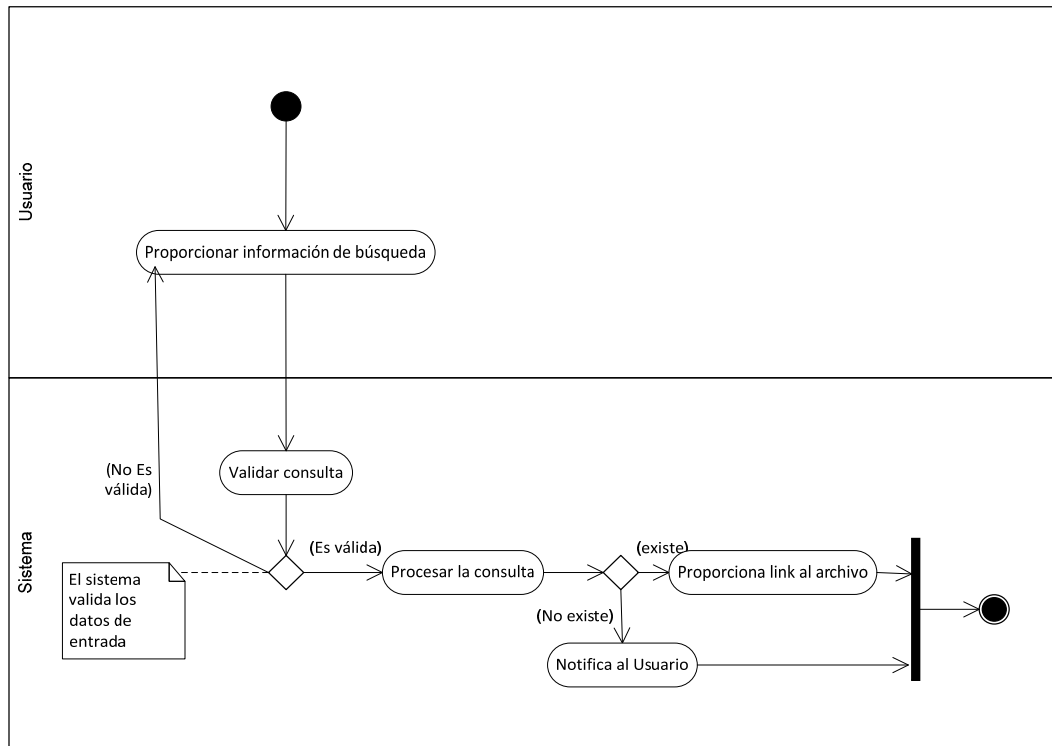 Usuario
Proporcionar información de búsqueda
Sistema
(No Es
válida)
Validar consulta
El sistema
valida los
datos de
entrada
(Es válida)
Procesar la consulta
(existe)
Proporciona link al archivo
(No existe)
Notifica al Usuario